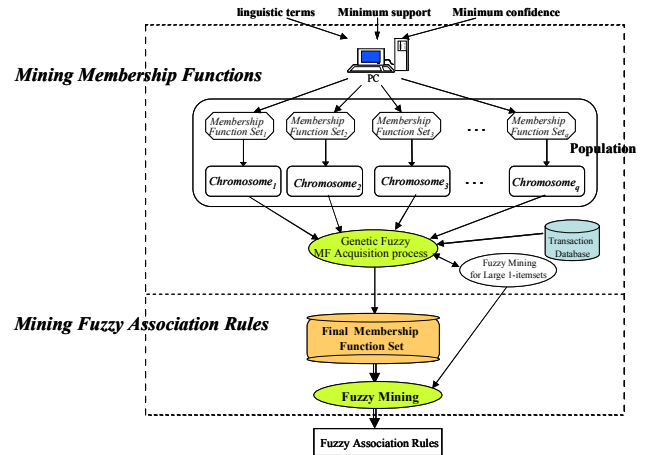 linguistic terms Minimum support Minimum confidence
Mining Membership Functions
PC
Membership Function Set1
Membership Function Set2
Membership Function Set3
...
Membership Function Setq
Population
Chromosome1
Chromosome2
Chromosome3
...
Chromosomeq
Genetic Fuzzy
MF Acquisition process
Transaction
Database
Fuzzy Mining
for Large 1-itemsets
Mining Fuzzy Association Rules
Final Membership
Function Set
Fuzzy Mining
Fuzzy Association Rules